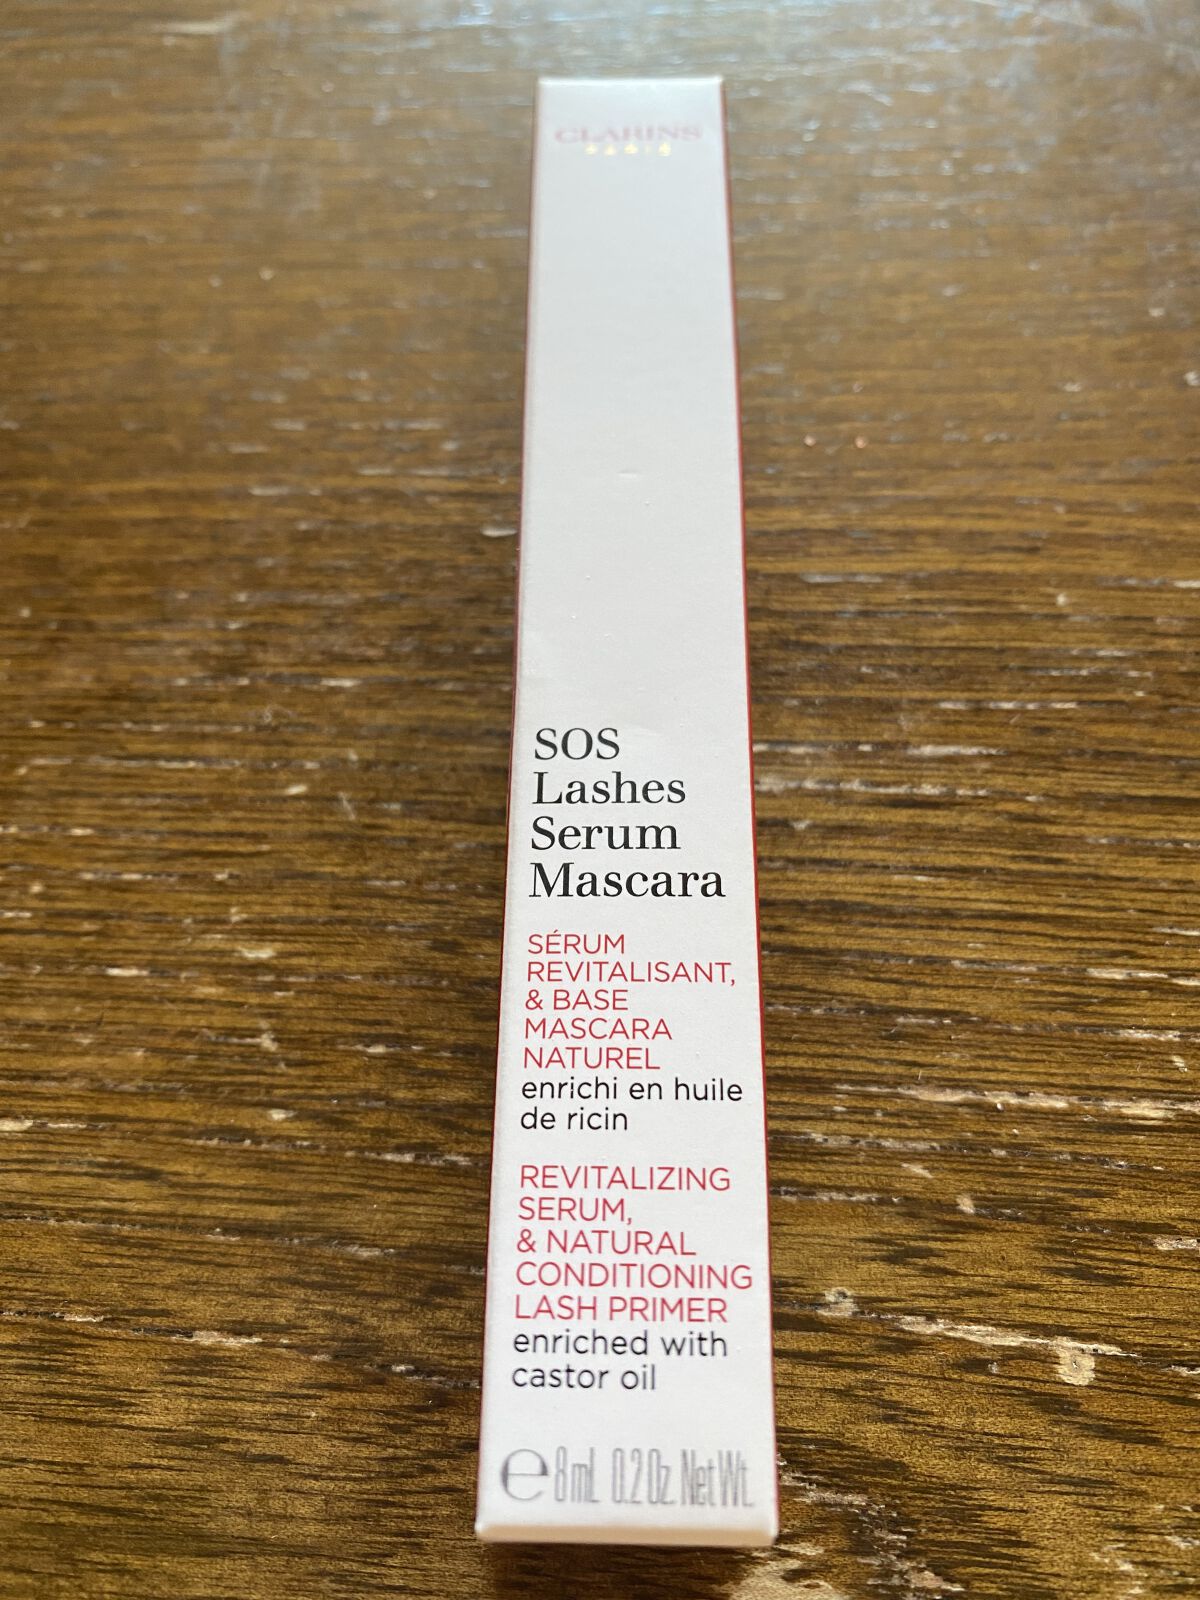 CLARINS
PARIS
SOS
Lashes
Serum
Mascara
SÉRUM
REVITALISANT,
& BASE
MASCARA
NATUREL
enrichi en huile
de ricin
REVITALIZING
SERUM,
& NATURAL
CONDITIONING
LASH PRIMER
enriched with
castor oil
℮ 8 mL 0.2 Oz. Net Wt.